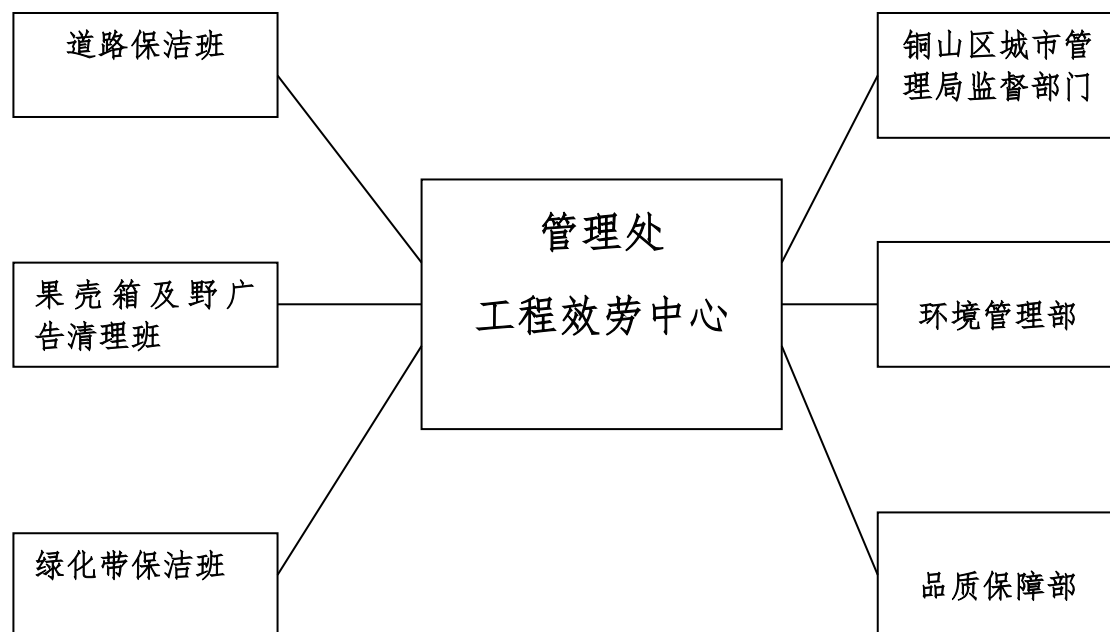 道路保洁班
铜山区城市管
理局监督部门
管理处
工程效劳中心
果壳箱及野广
告清理班
环境管理部
绿化带保洁班
品质保障部